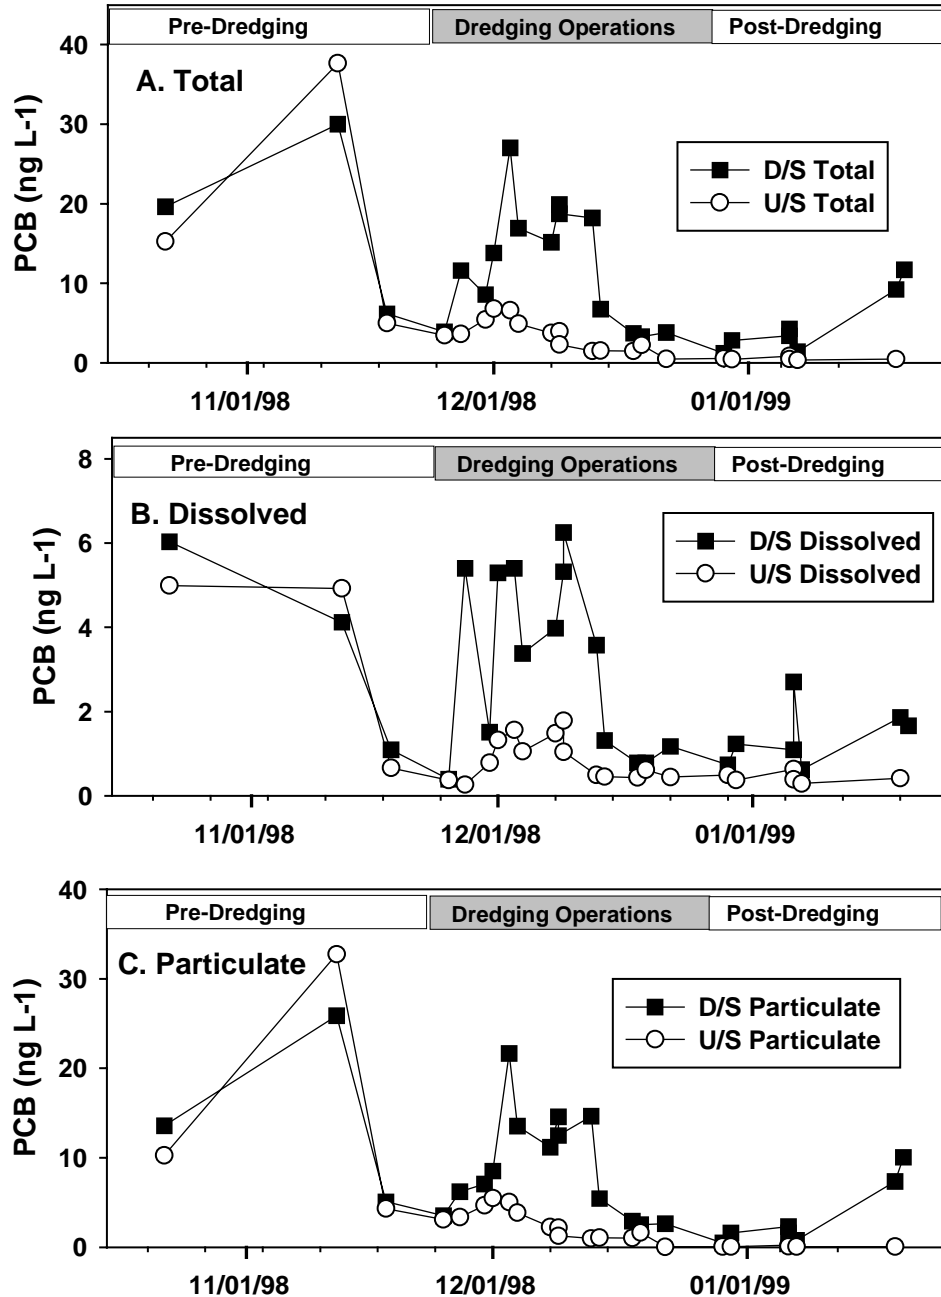 Pre-Dredging Dredging Operations Post-Dredging
40
A. Total
30
D/S Total
20
U/S Total
10
0
PCB (ng L-1)
11/01/98 12/01/98 01/01/99
8
Pre-Dredging Dredging Operations Post-Dredging
B. Dissolved
6
D/S Dissolved
U/S Dissolved
4
2
0
PCB (ng L-1)
11/01/98 12/01/98 01/01/99
40
Pre-Dredging Dredging Operations Post-Dredging
C. Particulate
30
D/S Particulate
U/S Particulate
20
10
0
PCB (ng L-1)
11/01/98 12/01/98 01/01/99